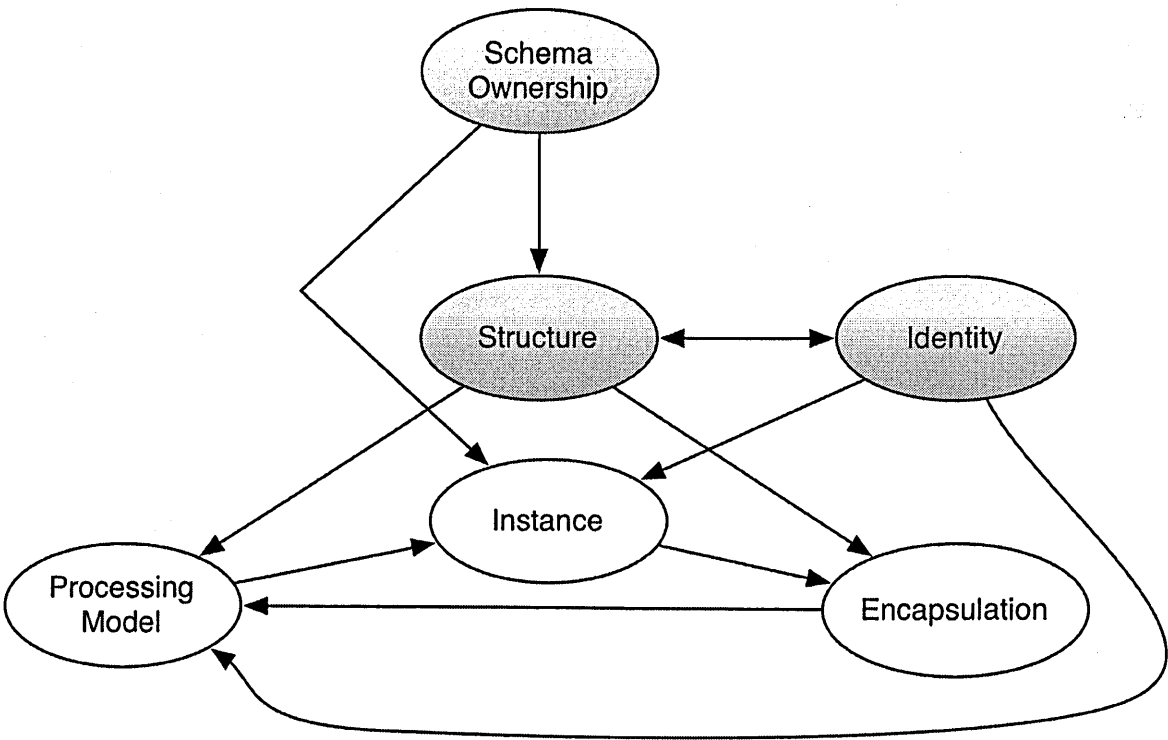 Schema
Ownership
Structure
Identity
Instance
Processing
Model
Encapsulation